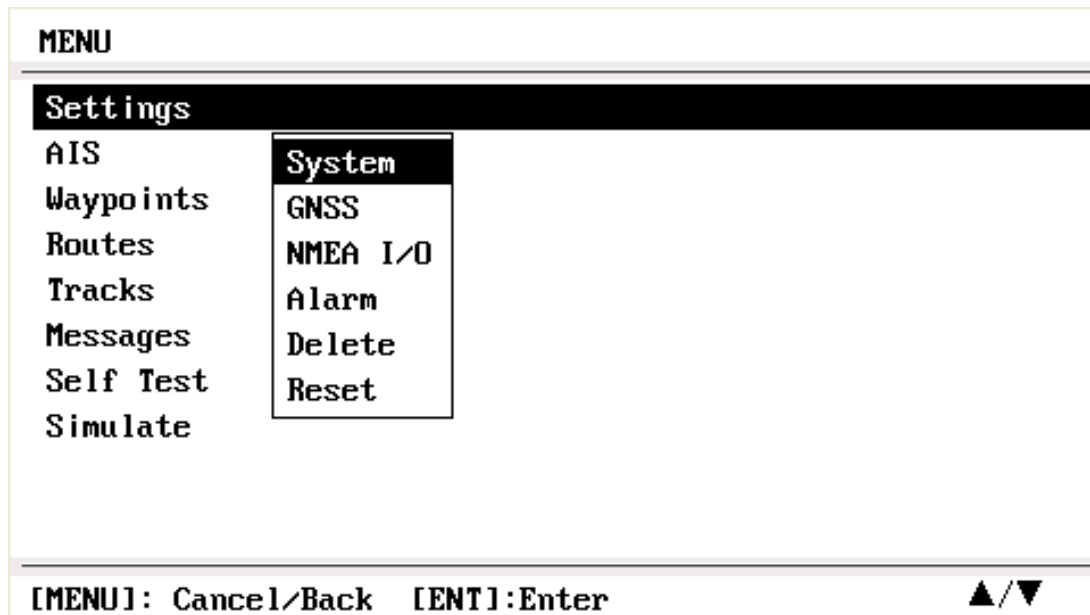 MENU
Settings
AIS
Waypoints
Routes
Tracks
Messages
Self Test
Simulate
System
GNSS
NMEA I/O
Alarm
Delete
Reset
[MENU]: Cancel/Back [ENT]:Enter ▲/▼